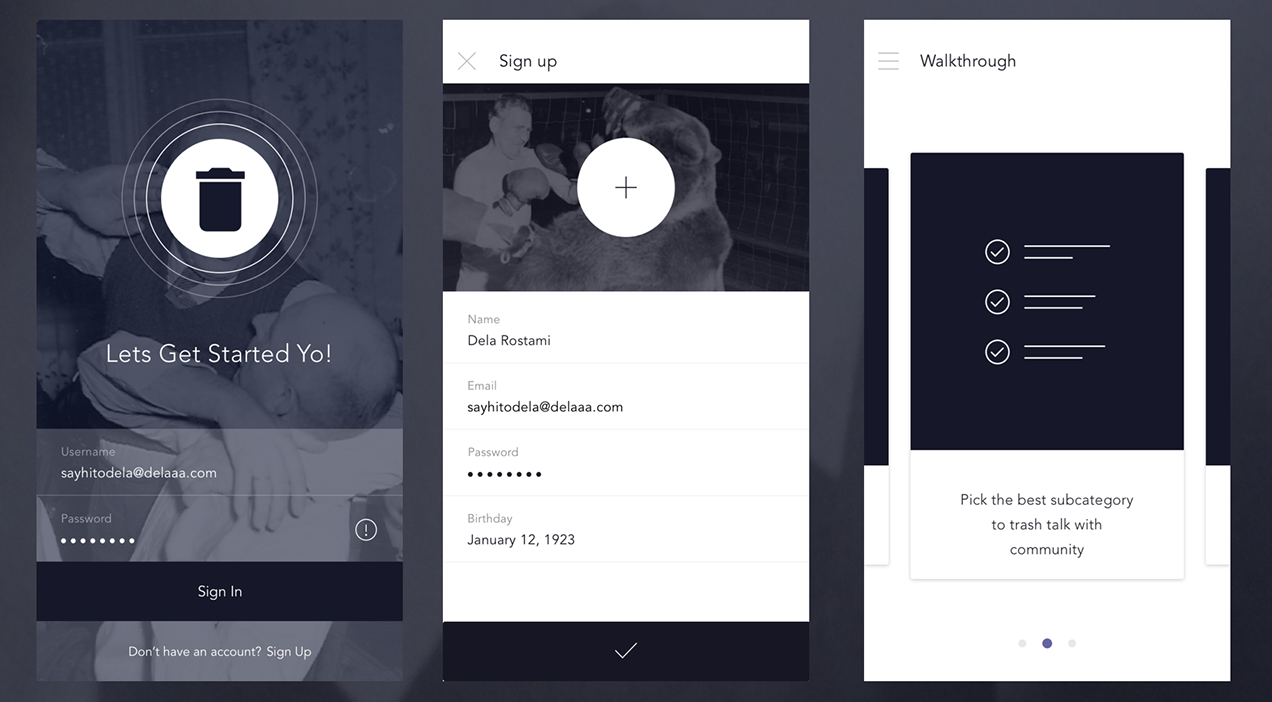 Lets Get Started Yo!
Username
sayhitodela@delaaa.com
Password
Sign In
Don't have an account? Sign Up
Sign up
Name
Dela Rostami
Email
sayhitodela@delaaa.com
Password
Birthday
January 12, 1923
Walkthrough
Pick the best subcategory
to trash talk with
community